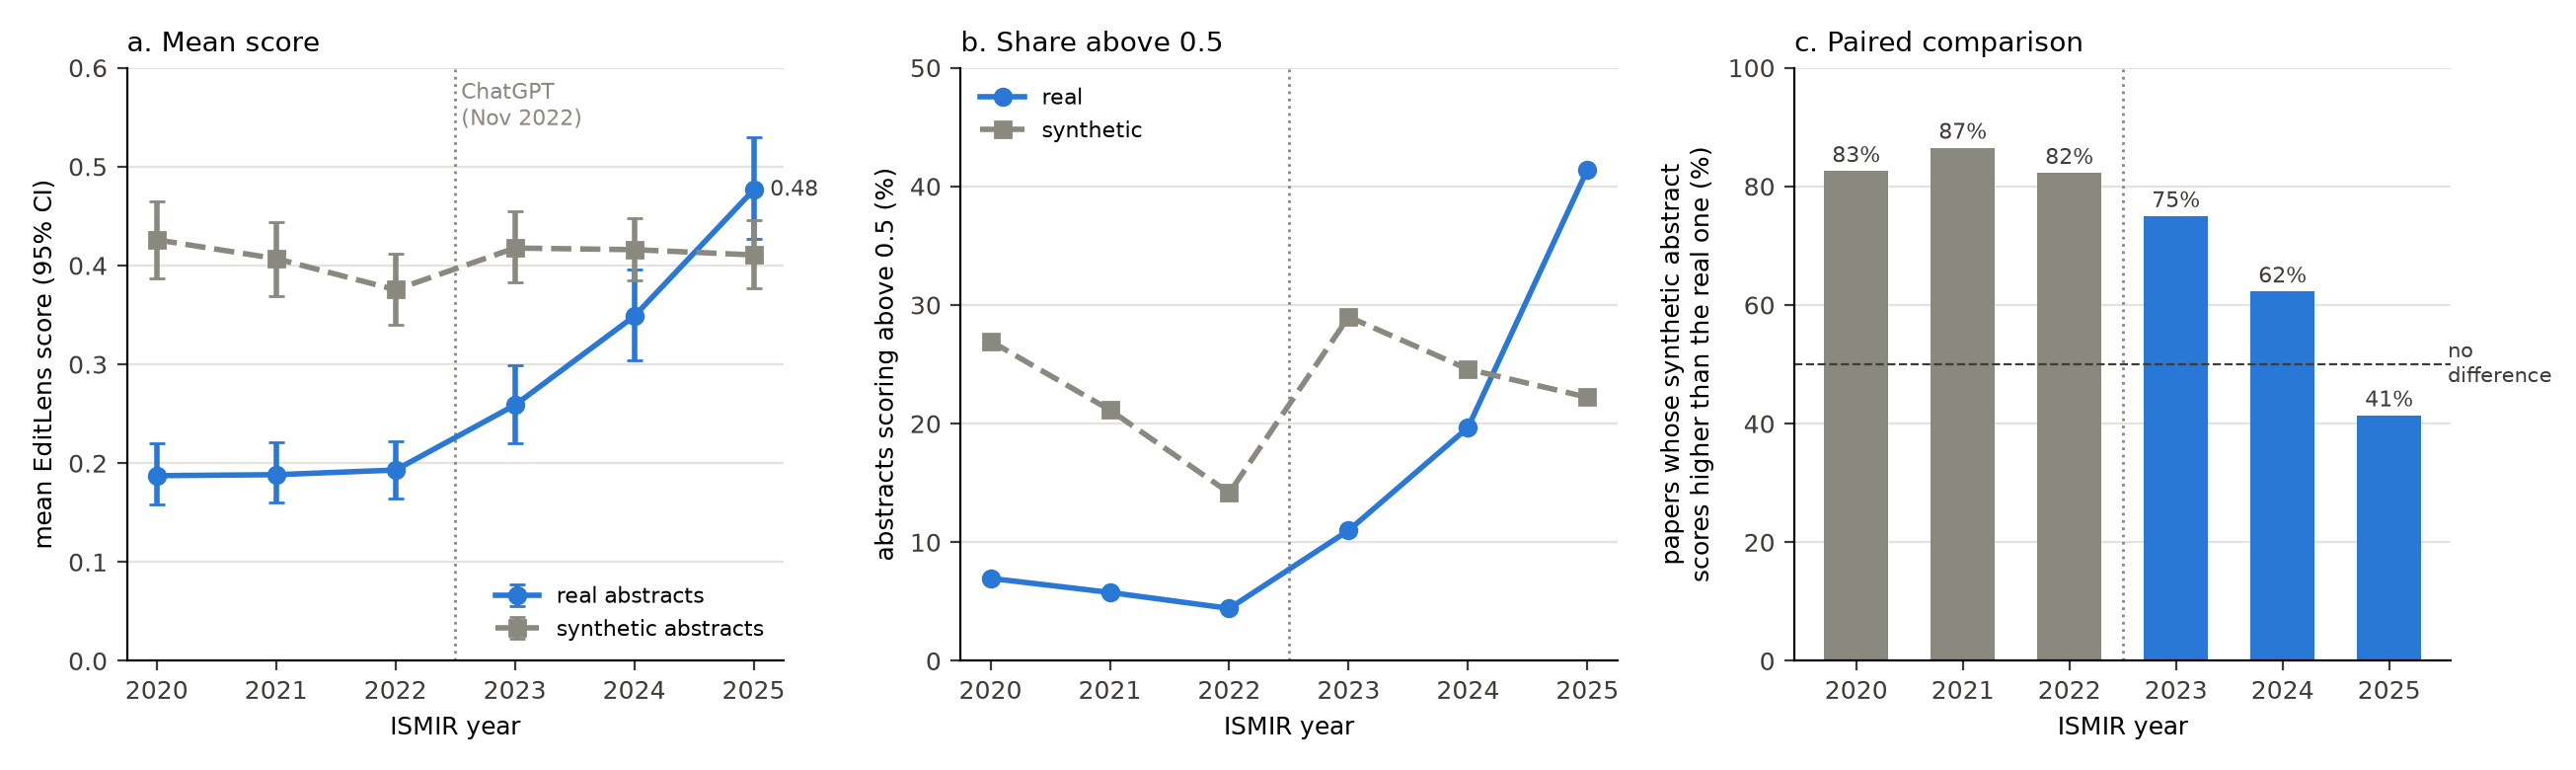 a. Mean score
mean EditLens score (95% CI)
0.6
0.5
0.4
0.3
0.2
0.1
0.0
ChatGPT
(Nov 2022)
0.48
real abstracts
synthetic abstracts
2020 2021 2022 2023 2024 2025
ISMIR year
b. Share above 0.5
abstracts scoring above 0.5 (%)
50
40
30
20
10
0
real
synthetic
2020 2021 2022 2023 2024 2025
ISMIR year
c. Paired comparison
papers whose synthetic abstract
scores higher than the real one (%)
100
80
60
40
20
0
83%
87%
82%
75%
62%
41%
no
difference
2020 2021 2022 2023 2024 2025
ISMIR year